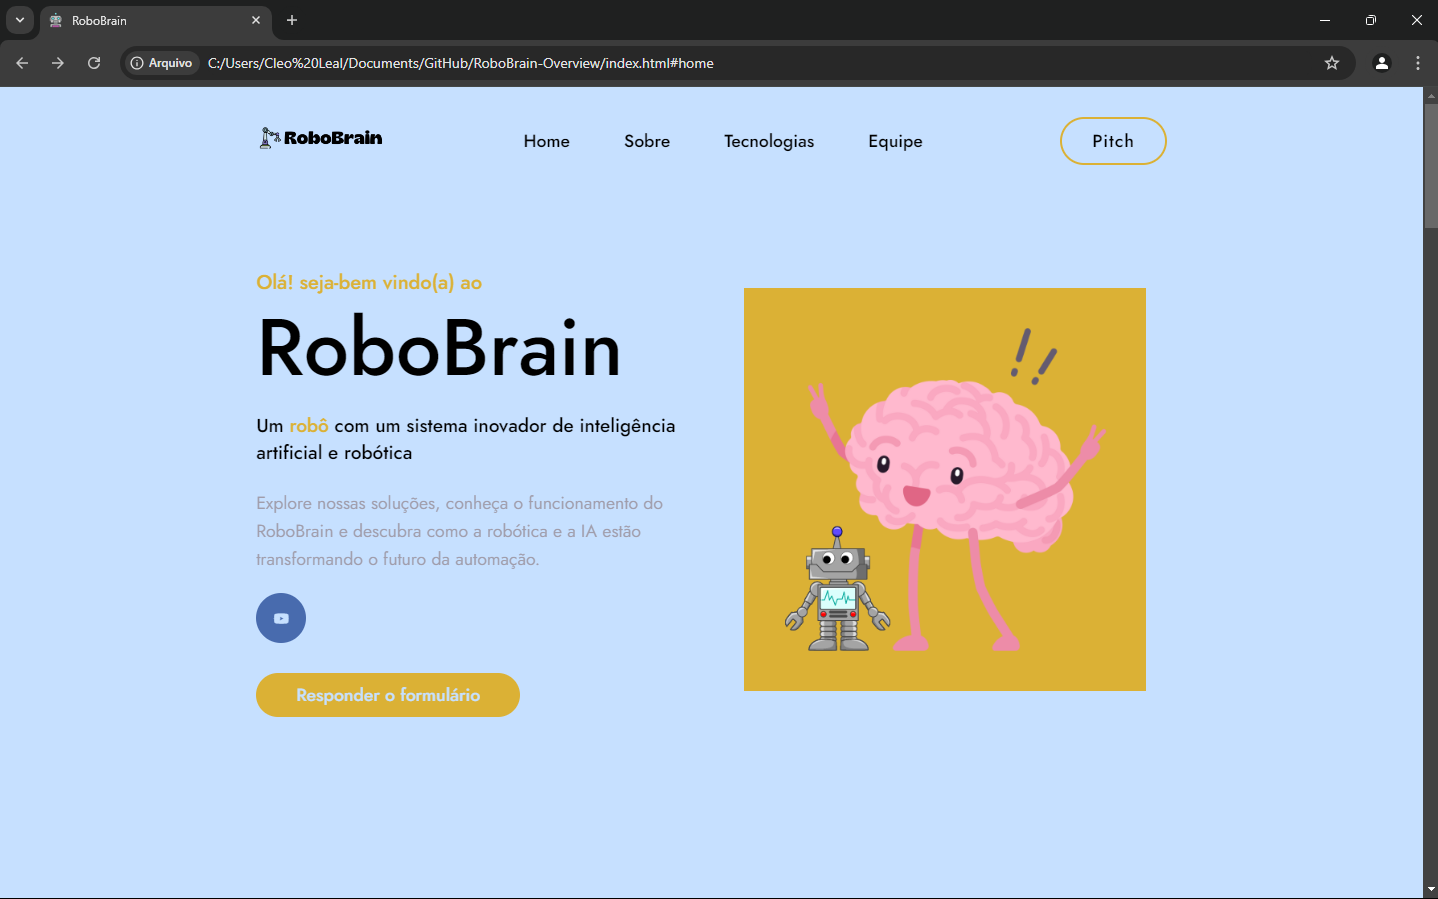 RoboBrain
Arquivo C:/Users/Cleo%20Leal/Documents/GitHub/RoboBrain-Overview/index.html#home
RoboBrain Home Sobre Tecnologias Equipe Pitch
Olá! seja-bem vindo(a) ao
RoboBrain
Um robô com um sistema inovador de inteligência
artificial e robótica
Explore nossas soluções, conheça o funcionamento do
RoboBrain e descubra como a robótica e a IA estão
transformando o futuro da automação.
Responder o formulário
!!